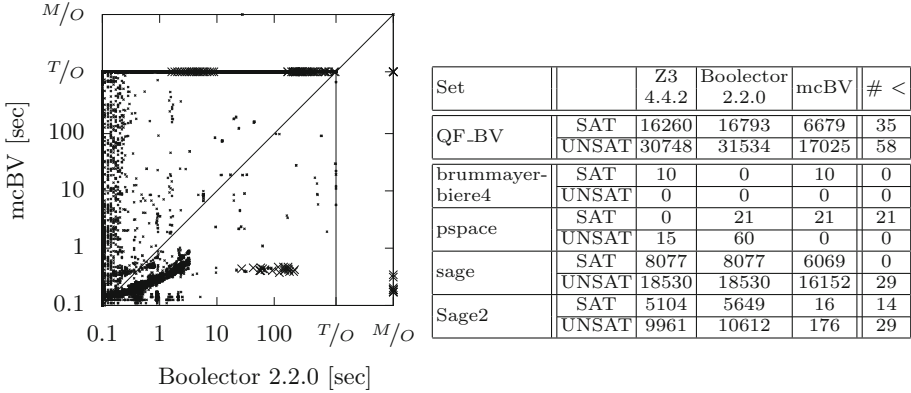 M/O
T/O
100
10
1
0.1
mcBV [sec]
0.1 1 10 100 T/O M/O
Boolector 2.2.0 [sec]
Set Z3 4.4.2 Boolector 2.2.0 mcBV # <
QF_BV SAT 16260 16793 6679 35
UNSAT 30748 31534 17025 58
brummayer-biere4 SAT 10 0 10 0
UNSAT 0 0 0 0
pspace SAT 0 21 21 21
UNSAT 15 60 0 0
sage SAT 8077 8077 6069 0
UNSAT 18530 18530 16152 29
Sage2 SAT 5104 5649 16 14
UNSAT 9961 10612 176 29